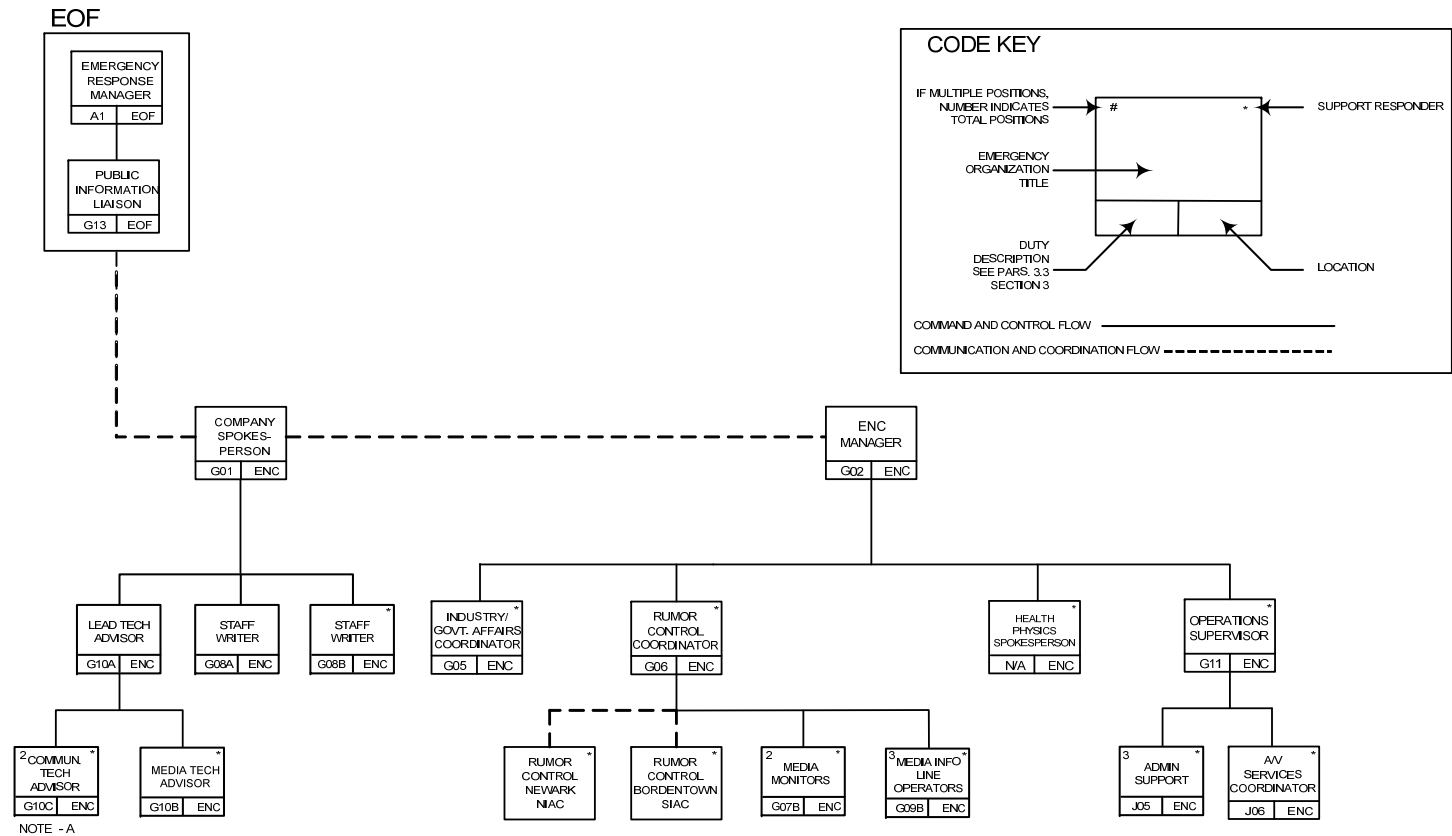 EOF
EMERGENCY
RESPONSE
MANAGER
A1 EOF
PUBLIC
INFORMATION
LIAISON
G13 EOF
CODE KEY
IF MULTIPLE POSITIONS,
NUMBER INDICATES
TOTAL POSITIONS
# *
SUPPORT RESPONDER
EMERGENCY
ORGANIZATION
TITLE
DUTY
DESCRIPTION
SEE PARS. 3.3
SECTION 3
LOCATION
COMMAND AND CONTROL FLOW
COMMUNICATION AND COORDINATION FLOW
COMPANY
SPOKES-
PERSON
G01 ENC
ENC
MANAGER
G02 ENC
LEAD TECH
ADVISOR
G10A ENC
STAFF
WRITER
G08A ENC
*
STAFF
WRITER
G08B ENC
*
INDUSTRY/
GOVT. AFFAIRS
COORDINATOR
G05 ENC
*
RUMOR
CONTROL
COORDINATOR
G06 ENC
*
HEALTH
PHYSICS
SPOKESPERSON
N/A ENC
*
OPERATIONS
SUPERVISOR
G11 ENC
2 *
COMMUN.
TECH
ADVISOR
G10C ENC
NOTE - A
*
MEDIA TECH
ADVISOR
G10B ENC
*
RUMOR
CONTROL
NEWARK
NIAC
*
RUMOR
CONTROL
BORDENTOWN
SIAC
2 *
MEDIA
MONITORS
G07B ENC
3 *
MEDIA INFO
LINE
OPERATORS
G09B ENC
3 *
ADMIN
SUPPORT
J05 ENC
*
A/V
SERVICES
COORDINATOR
J06 ENC